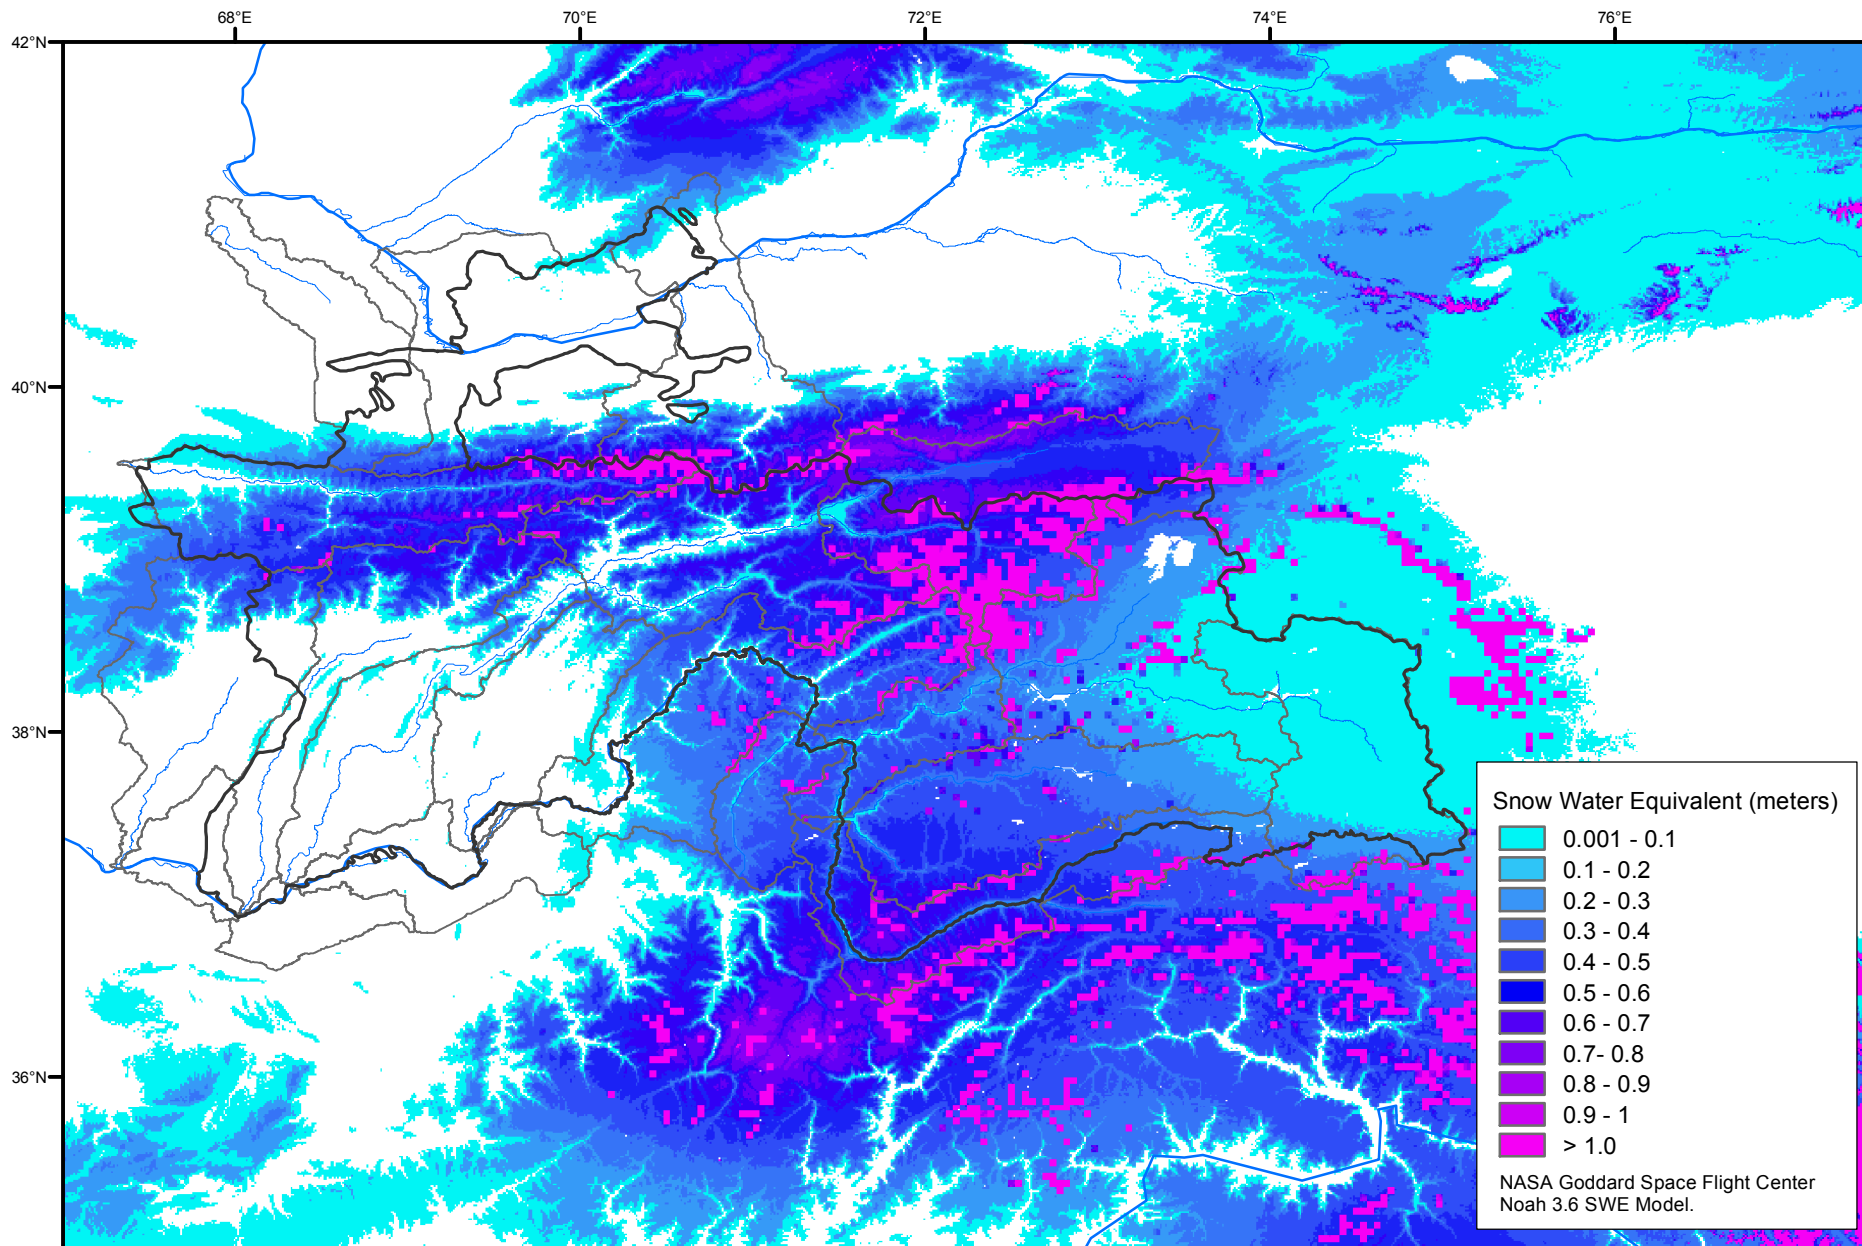 68°E 70°E 72°E 74°E 76°E
42°N
40°N
38°N
36°N
Snow Water Equivalent (meters)
0.001 - 0.1
0.1 - 0.2
0.2 - 0.3
0.3 - 0.4
0.4 - 0.5
0.5 - 0.6
0.6 - 0.7
0.7- 0.8
0.8 - 0.9
0.9 - 1
> 1.0
NASA Goddard Space Flight Center
Noah 3.6 SWE Model.